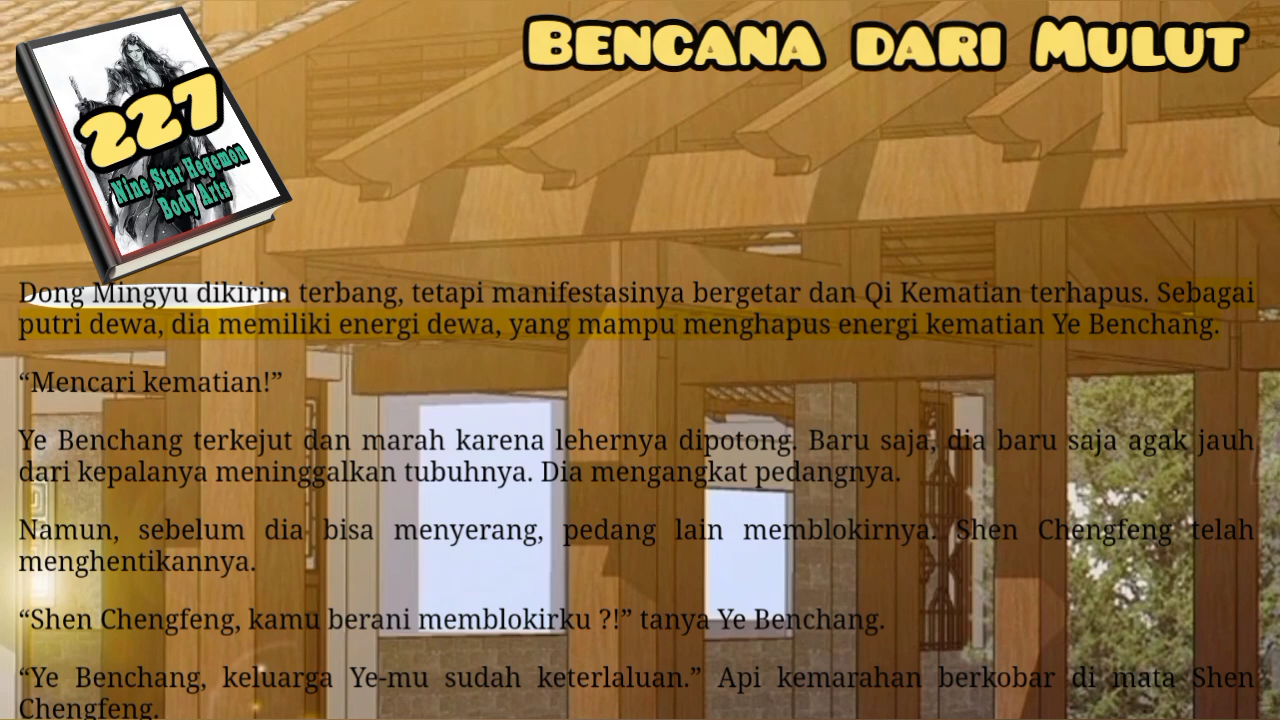 BENCANA DARI MULUT
227
Nine Star Hegemon
Body Arts
Dong Mingyu dikirim terbang, tetapi manifestasinya bergetar dan Qi Kematian terhapus. Sebagai
putri dewa, dia memiliki energi dewa, yang mampu menghapus energi kematian Ye Benchang.
“Mencari kematian!”
Ye Benchang terkejut dan marah karena lehernya dipotong. Baru saja, dia baru saja agak jauh
dari kepalanya meninggalkan tubuhnya. Dia mengangkat pedangnya.
Namun, sebelum dia bisa menyerang, pedang lain memblokirnya. Shen Chengfeng telah
menghentikannya.
“Shen Chengfeng, kamu berani memblokirku ?!” tanya Ye Benchang.
“Ye Benchang, keluarga Ye-mu sudah keterlaluan.” Api kemarahan berkobar di mata Shen
Chengfeng.